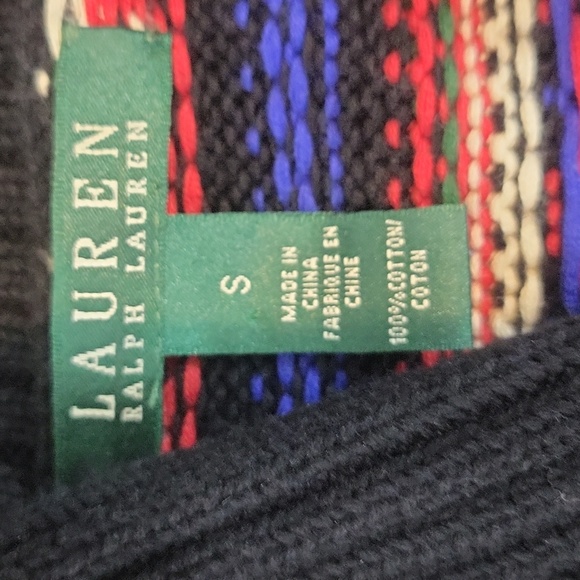 LAUREN
RALPH LAUREN
S
MADE IN
CHINA
FABRIQUE EN
CHINE
100%COTTON/
COTON